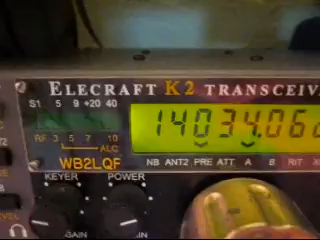 ELECRAFT K2 TRANSCEIV
S1 5 9 +20 40
14034.06
RF 3 5 7 10
ALC
WB2LQF
NB ANT2 PRE ATT A B RIT
KEYER POWER
GAIN